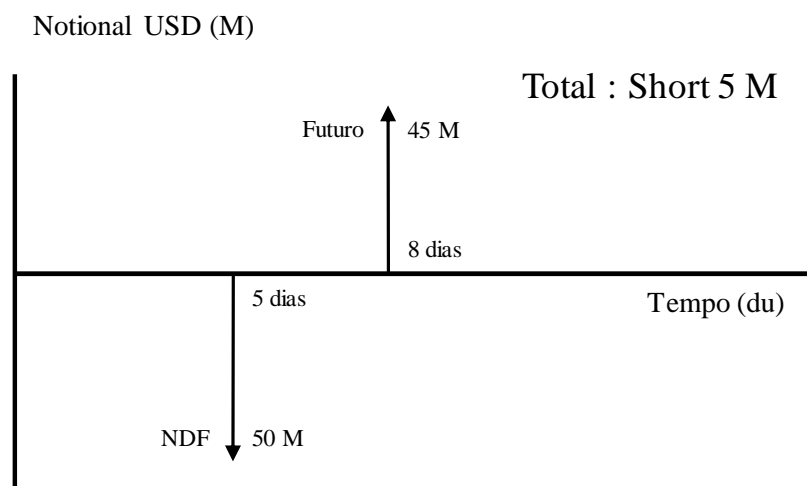 Notional USD (M)
Total : Short 5 M
Futuro 45 M
8 dias
5 dias
Tempo (du)
NDF 50 M